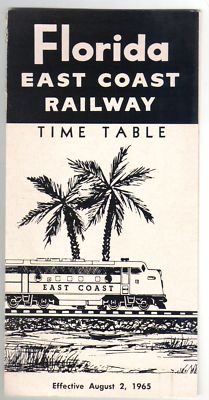 Florida
EAST COAST
RAILWAY
TIME TABLE
EAST COAST
Effective August 2, 1965